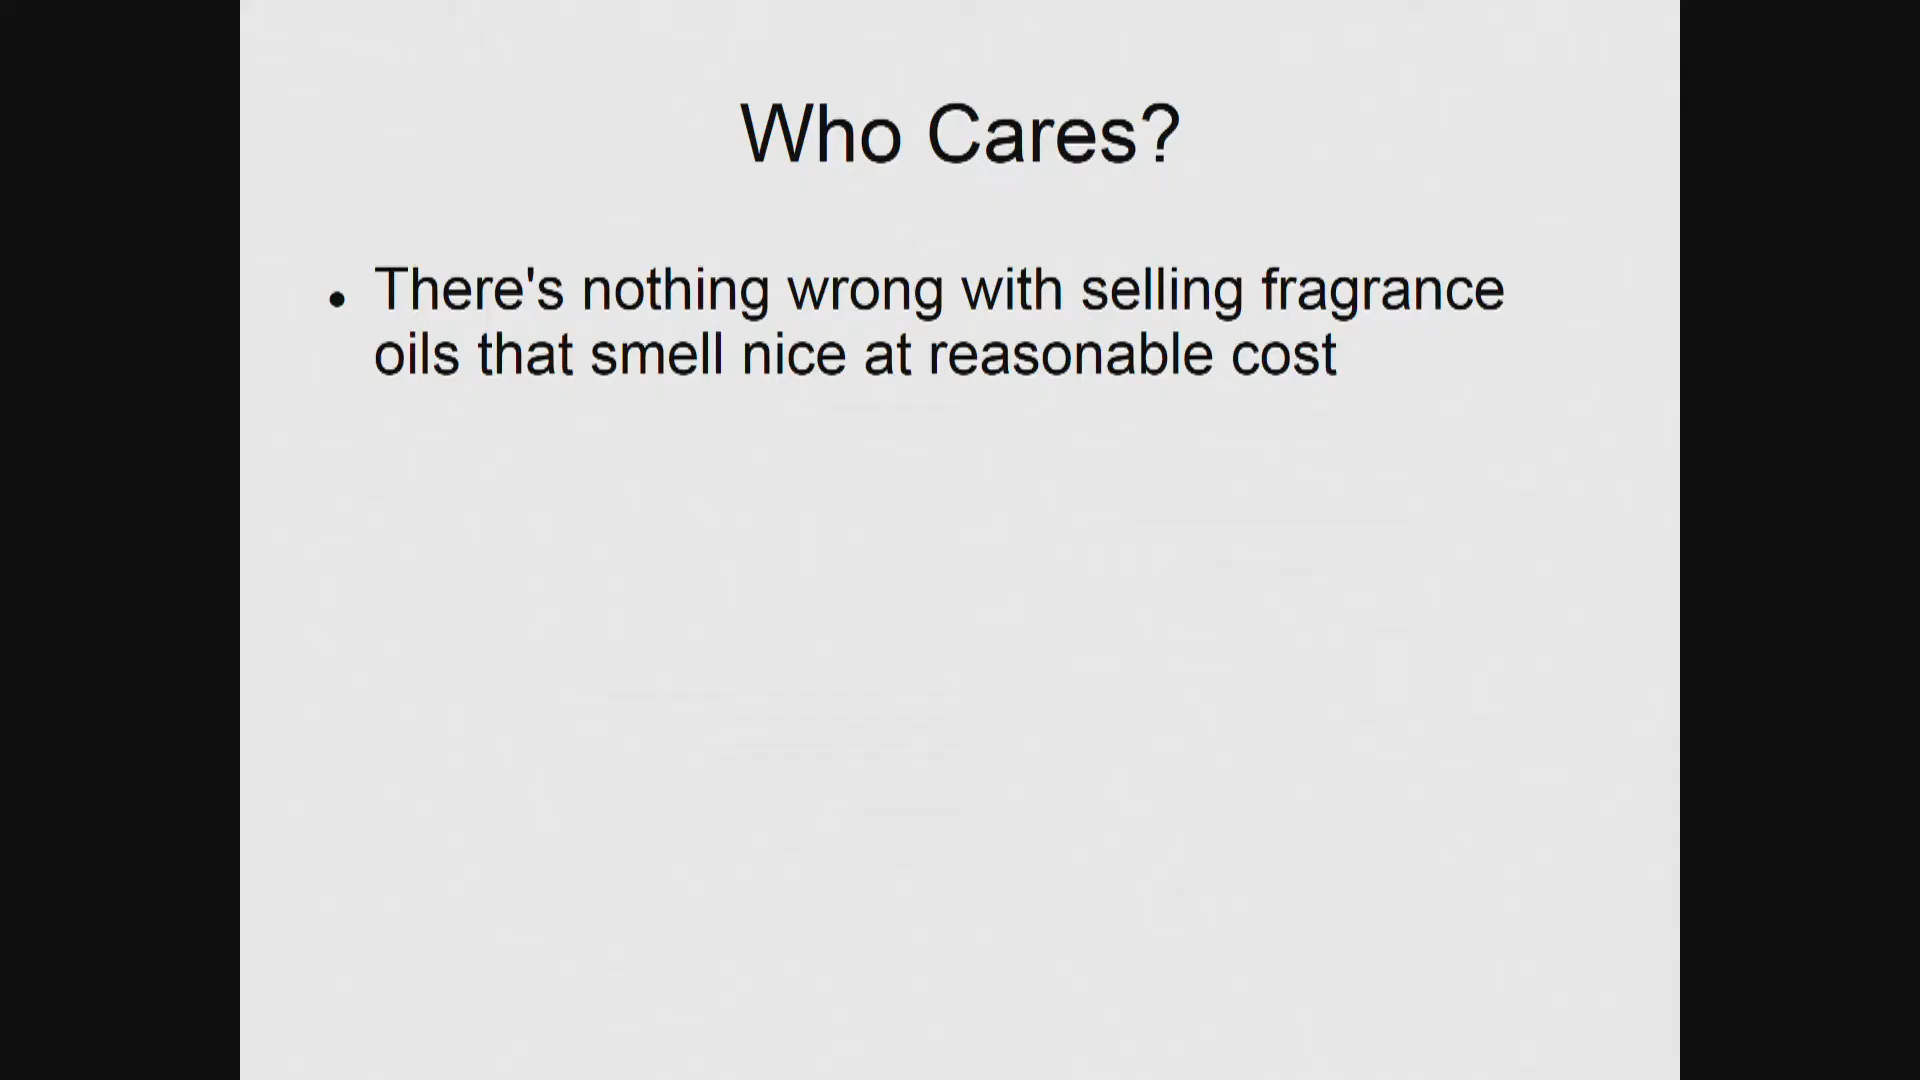 Who Cares?
• There's nothing wrong with selling fragrance
oils that smell nice at reasonable cost